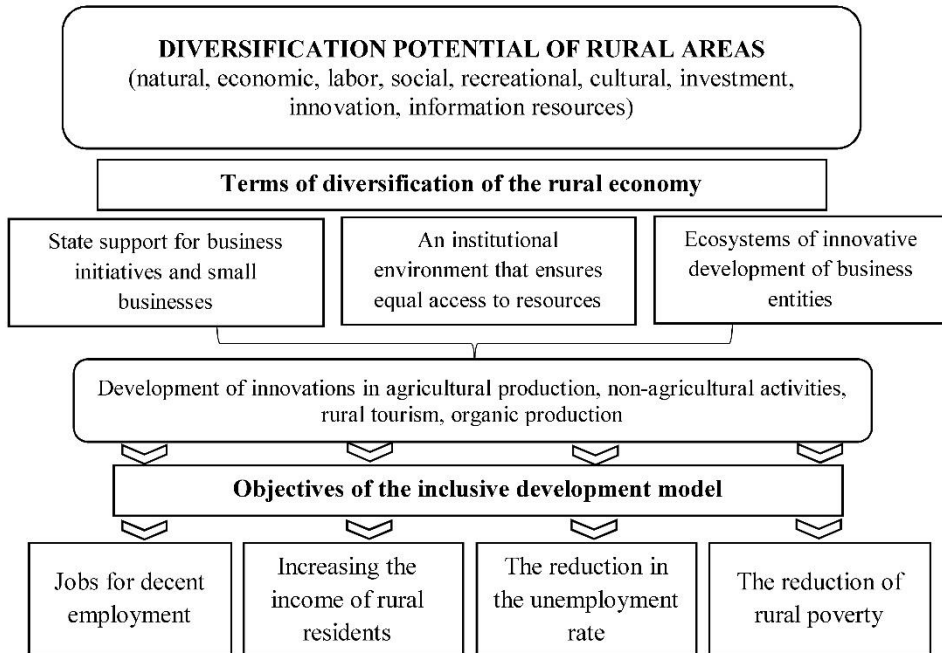 DIVERSIFICATION POTENTIAL OF RURAL AREAS
(natural, economic, labor, social, recreational, cultural, investment,
innovation, information resources)
Terms of diversification of the rural economy
State support for business
initiatives and small
businesses
An institutional
environment that ensures
equal access to resources
Ecosystems of innovative
development of business
entities
Development of innovations in agricultural production, non-agricultural activities,
rural tourism, organic production
Objectives of the inclusive development model
Jobs for decent
employment
Increasing the
income of rural
residents
The reduction in
the unemployment
rate
The reduction of
rural poverty